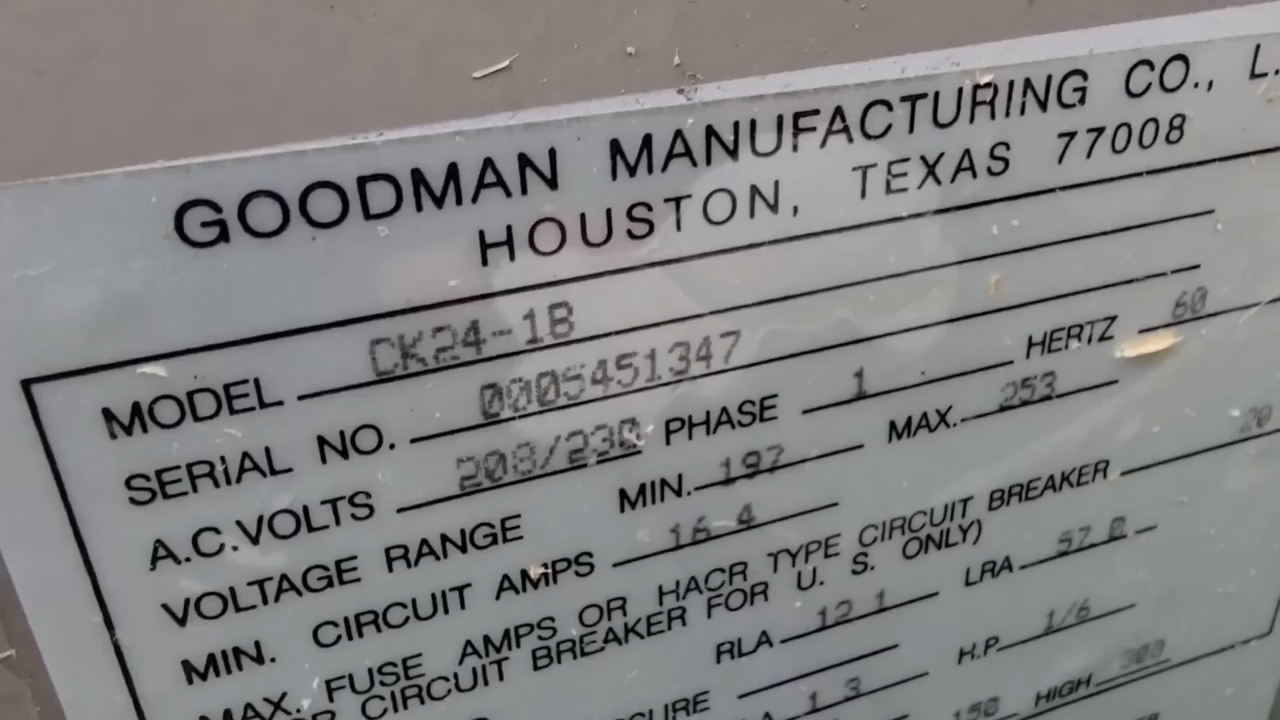 GOODMAN MANUFACTURING CO., L.
HOUSTON, TEXAS 77008
MODEL CK24-1B
SERIAL NO. 0005451347
A.C.VOLTS 208/230 PHASE 1 HERTZ 60
VOLTAGE RANGE MIN. 197 MAX. 253
MIN. CIRCUIT AMPS 16.4
MAX. FUSE AMPS OR HACR TYPE CIRCUIT BREAKER 20
OR CIRCUIT BREAKER FOR U. S. ONLY)
RLA 12.1 LRA 57.0
1.3 H.P. 1/6
150 HIGH 300